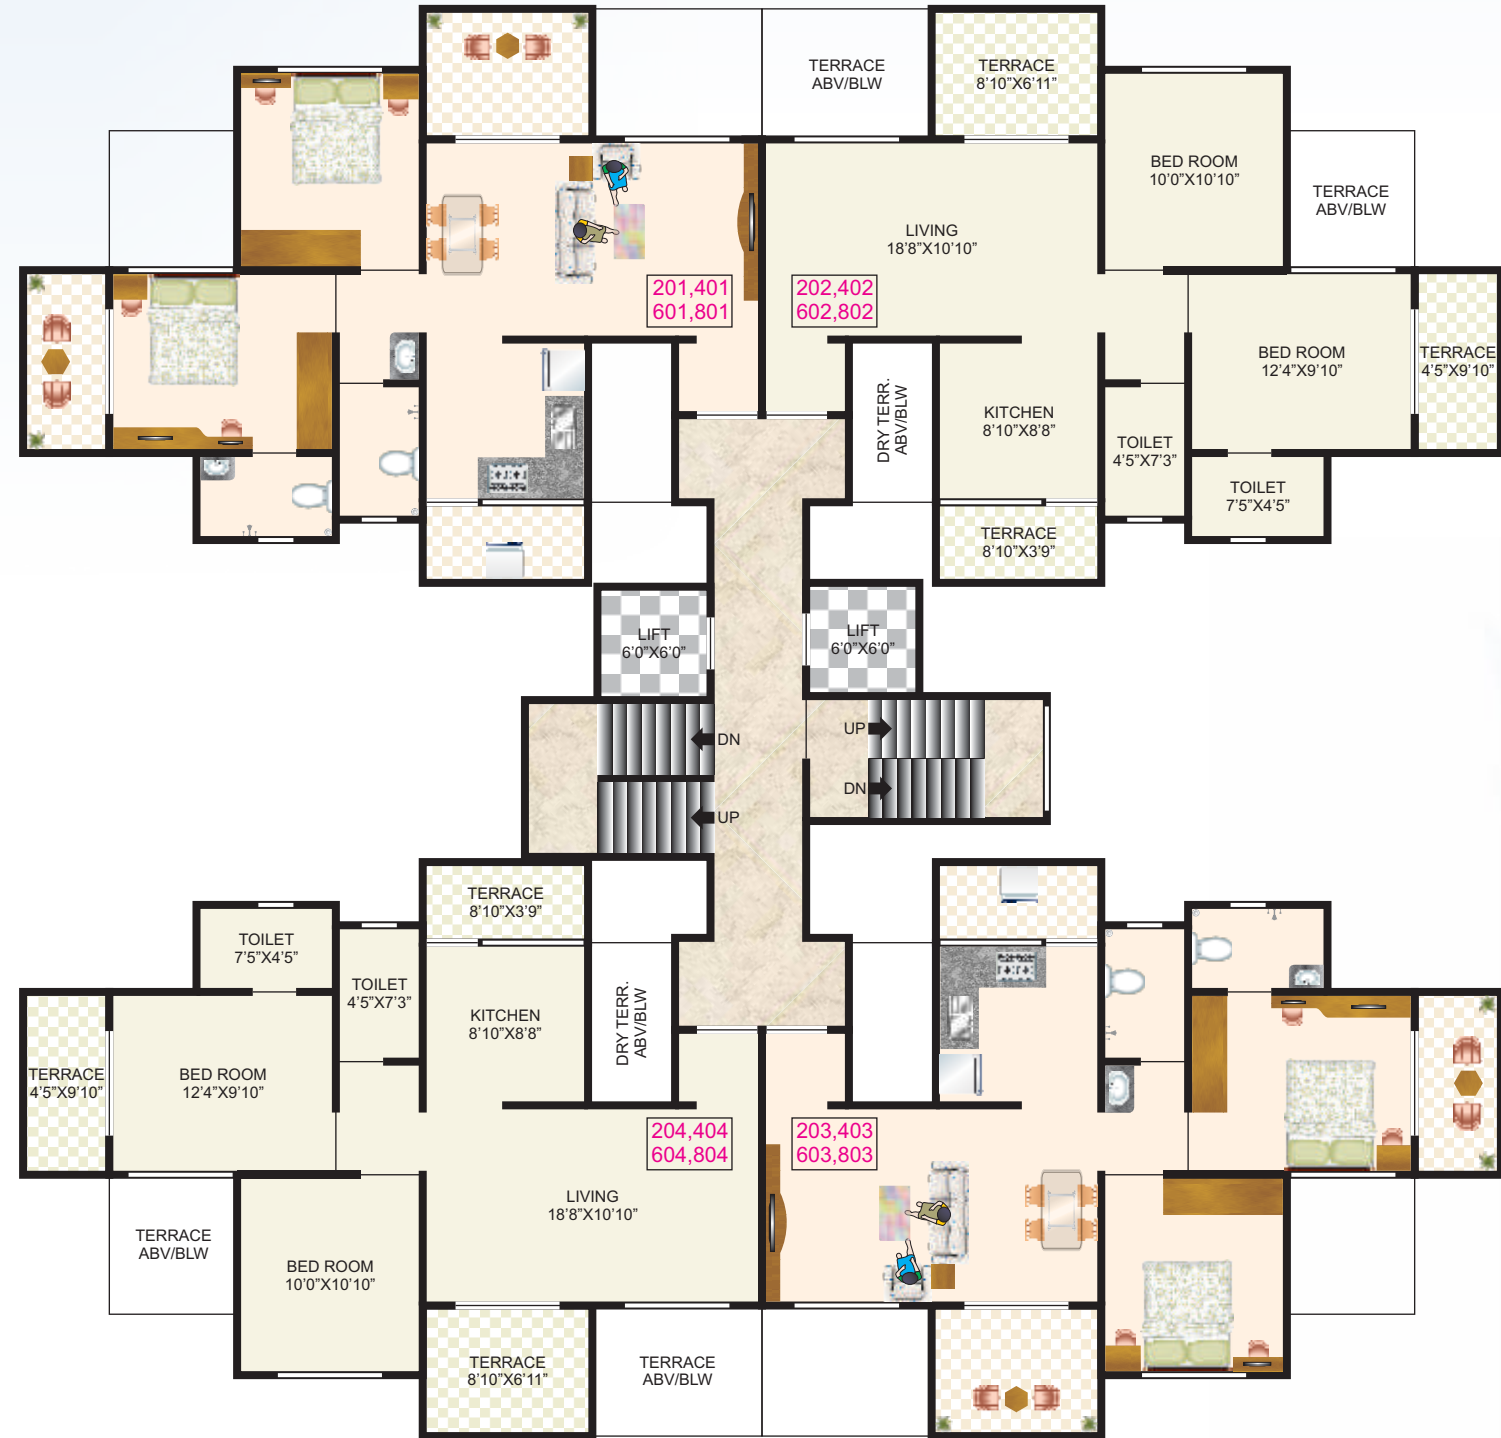 TERRACE
ABV/BLW
TERRACE
8'10"X6'11"
BED ROOM
10'0"X10'10"
TERRACE
ABV/BLW
LIVING
18'8"X10'10"
201,401
601,801
202,402
602,802
BED ROOM
12'4"X9'10"
TERRACE
4'5"X9'10"
DRY TERR.
ABV/BLW
KITCHEN
8'10"X8'8"
TOILET
4'5"X7'3"
TOILET
7'5"X4'5"
TERRACE
8'10"X3'9"
LIFT
6'0"X6'0"
LIFT
6'0"X6'0"
DN
UP
UP
DN
TERRACE
8'10"X3'9"
TOILET
7'5"X4'5"
TOILET
4'5"X7'3"
KITCHEN
8'10"X8'8"
DRY TERR.
ABV/BLW
TERRACE
4'5"X9'10"
BED ROOM
12'4"X9'10"
204,404
604,804
203,403
603,803
LIVING
18'8"X10'10"
TERRACE
ABV/BLW
BED ROOM
10'0"X10'10"
TERRACE
8'10"X6'11"
TERRACE
ABV/BLW